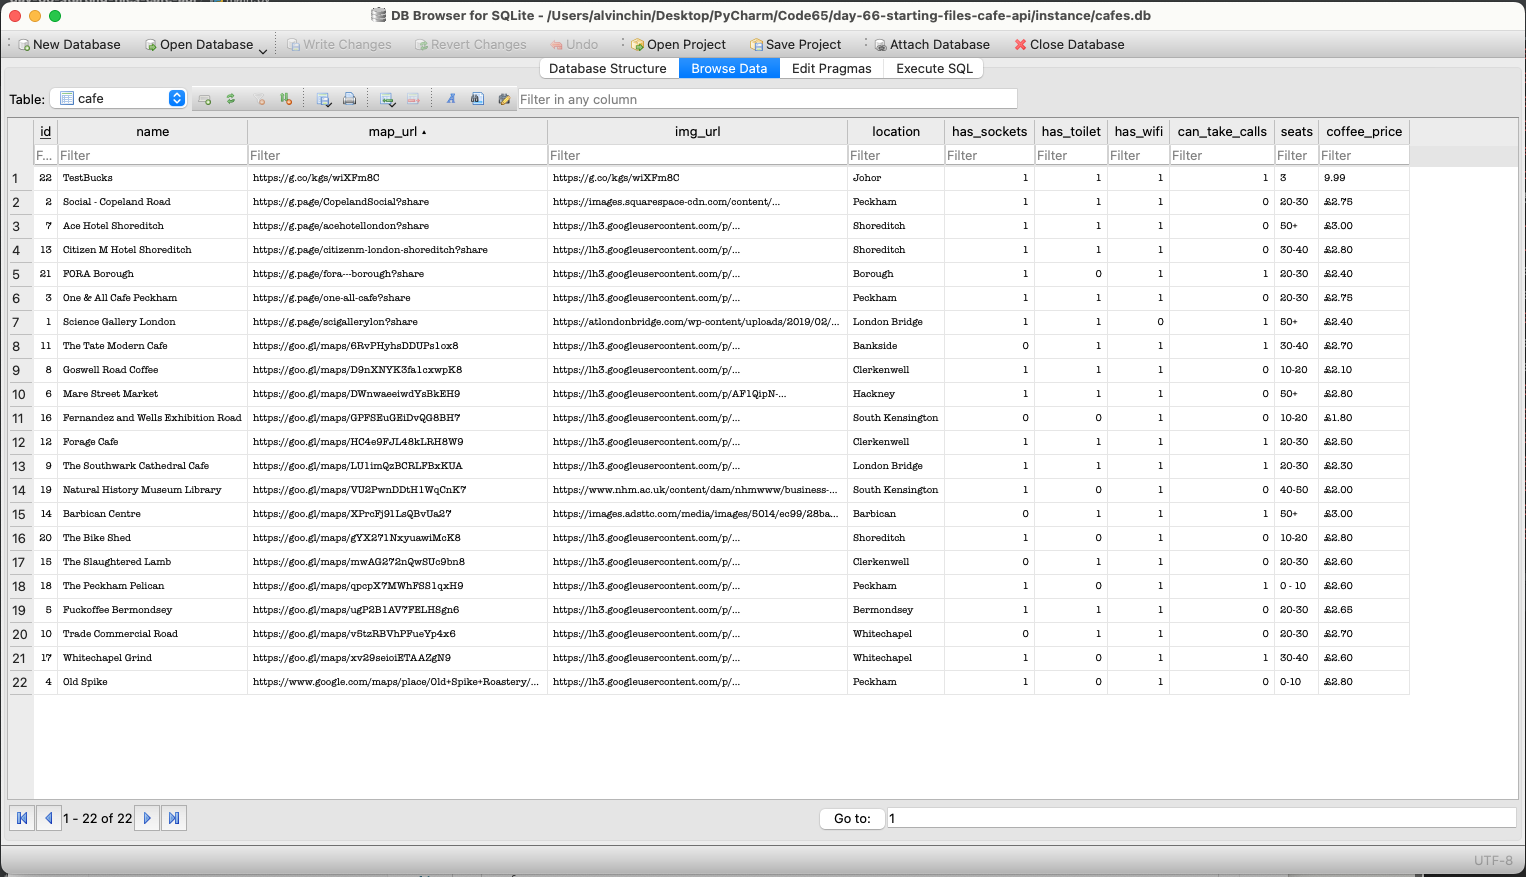 DB Browser for SQLite - /Users/alvinchin/Desktop/PyCharm/Code65/day-66-starting-files-cafe-api/instance/cafes.db
New Database Open Database Write Changes Revert Changes Undo Open Project Save Project Attach Database Close Database
Database Structure Browse Data Edit Pragmas Execute SQL
Table: cafe Filter in any column
id name map_url img_url location has_sockets has_toilet has_wifi can_take_calls seats coffee_price
F... Filter Filter Filter Filter Filter Filter Filter Filter Filter Filter
1 22 TestBucks https://g.co/kgs/wiXFm8C https://g.co/kgs/wiXFm8C Johor 1 1 1 1 3 9.99
2 2 Social - Copeland Road https://g.page/CopelandSocial?share https://images.squarespace-cdn.com/content/... Peckham 1 1 1 0 20-30 £2.75
3 7 Ace Hotel Shoreditch https://g.page/acehotellondon?share https://lh3.googleusercontent.com/p/... Shoreditch 1 1 1 0 50+ £3.00
4 13 Citizen M Hotel Shoreditch https://g.page/citizenm-london-shoreditch?share https://lh3.googleusercontent.com/p/... Shoreditch 1 1 1 0 30-40 £2.80
5 21 FORA Borough https://g.page/fora---borough?share https://lh3.googleusercontent.com/p/... Borough 1 0 1 1 20-30 £2.40
6 3 One & All Cafe Peckham https://g.page/one-all-cafe?share https://lh3.googleusercontent.com/p/... Peckham 1 1 1 0 20-30 £2.75
7 1 Science Gallery London https://g.page/scigallerylon?share https://atlondonbridge.com/wp-content/uploads/2019/02/... London Bridge 1 1 0 1 50+ £2.40
8 11 The Tate Modern Cafe https://goo.gl/maps/6RvPHyhsDDUPs1ox8 https://lh3.googleusercontent.com/p/... Bankside 0 1 1 1 30-40 £2.70
9 8 Goswell Road Coffee https://goo.gl/maps/D9nXNYK3fa1cxwpK8 https://lh3.googleusercontent.com/p/... Clerkenwell 1 1 1 0 10-20 £2.10
10 6 Mare Street Market https://goo.gl/maps/DWnwaeeiwdYsBkEH9 https://lh3.googleusercontent.com/p/AF1QipN-... Hackney 1 1 1 0 50+ £2.80
11 16 Fernandez and Wells Exhibition Road https://goo.gl/maps/GPFSEuGEiDvQG8BH7 https://lh3.googleusercontent.com/p/... South Kensington 0 0 1 0 10-20 £1.80
12 12 Forage Cafe https://goo.gl/maps/HC4e9FJL48kLRH8W9 https://lh3.googleusercontent.com/p/... Clerkenwell 1 1 1 1 20-30 £2.50
13 9 The Southwark Cathedral Cafe https://goo.gl/maps/LU1imQzBCRLFBxKUA https://lh3.googleusercontent.com/p/... London Bridge 1 1 1 1 20-30 £2.30
14 19 Natural History Museum Library https://goo.gl/maps/VU2PwnDDtH1WqCnK7 https://www.nhm.ac.uk/content/dam/nhmwww/business-... South Kensington 1 0 1 0 40-50 £2.00
15 14 Barbican Centre https://goo.gl/maps/XPrcFj91LsQBvUa27 https://images.adsttc.com/media/images/5014/ec99/28ba... Barbican 0 1 1 1 50+ £3.00
16 20 The Bike Shed https://goo.gl/maps/gYX271NxyuawiMcK8 https://lh3.googleusercontent.com/p/... Shoreditch 1 0 1 0 10-20 £2.80
17 15 The Slaughtered Lamb https://goo.gl/maps/mwAG272nQwSUc9bn8 https://lh3.googleusercontent.com/p/... Clerkenwell 0 1 1 0 20-30 £2.60
18 18 The Peckham Pelican https://goo.gl/maps/qpcpX7MWhFSS1qxH9 https://lh3.googleusercontent.com/p/... Peckham 1 0 1 1 0 - 10 £2.60
19 5 Fuckoffee Bermondsey https://goo.gl/maps/ugP2B1AV7FELHSgn6 https://lh3.googleusercontent.com/p/... Bermondsey 1 1 1 0 20-30 £2.65
20 10 Trade Commercial Road https://goo.gl/maps/v5tzRBVhPFueYp4x6 https://lh3.googleusercontent.com/p/... Whitechapel 0 1 1 0 20-30 £2.70
21 17 Whitechapel Grind https://goo.gl/maps/xv29seioiETAAZgN9 https://lh3.googleusercontent.com/p/... Whitechapel 1 0 1 1 30-40 £2.60
22 4 Old Spike https://www.google.com/maps/place/Old+Spike+Roastery/... https://lh3.googleusercontent.com/p/... Peckham 1 0 1 0 0-10 £2.80
1 - 22 of 22 Go to: 1
UTF-8